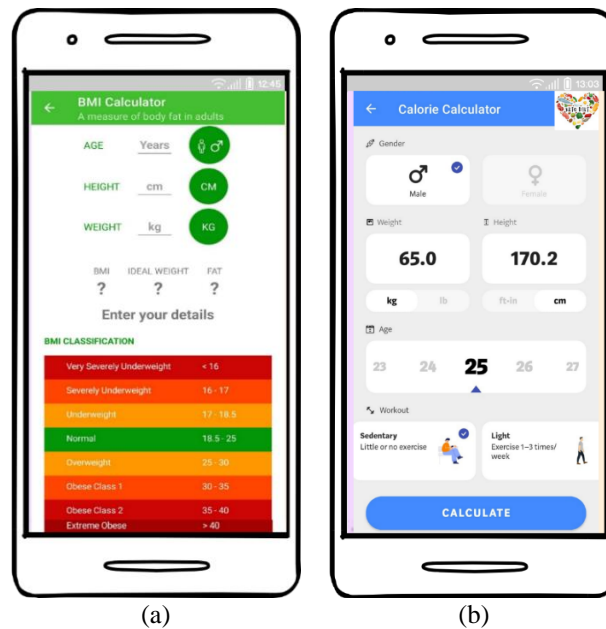 12:45
BMI Calculator
A measure of body fat in adults
AGE Years
HEIGHT cm CM
WEIGHT kg KG
BMI IDEAL WEIGHT FAT
? ? ?
Enter your details
BMI CLASSIFICATION
Very Severely Underweight < 16
Severely Underweight 16 - 17
Underweight 17 - 18.5
Normal 18.5 - 25
Overweight 25 - 30
Obese Class 1 30 - 35
Obese Class 2 35 - 40
Extreme Obese > 40
(a)
13:03
Calorie Calculator
KETO DIET
Gender
Male Female
Weight Height
65.0 170.2
kg lb ft-in cm
Age
23 24 25 26 27
Workout
Sedentary Light
Little or no exercise Exercise 1–3 times/
week
CALCULATE
(b)